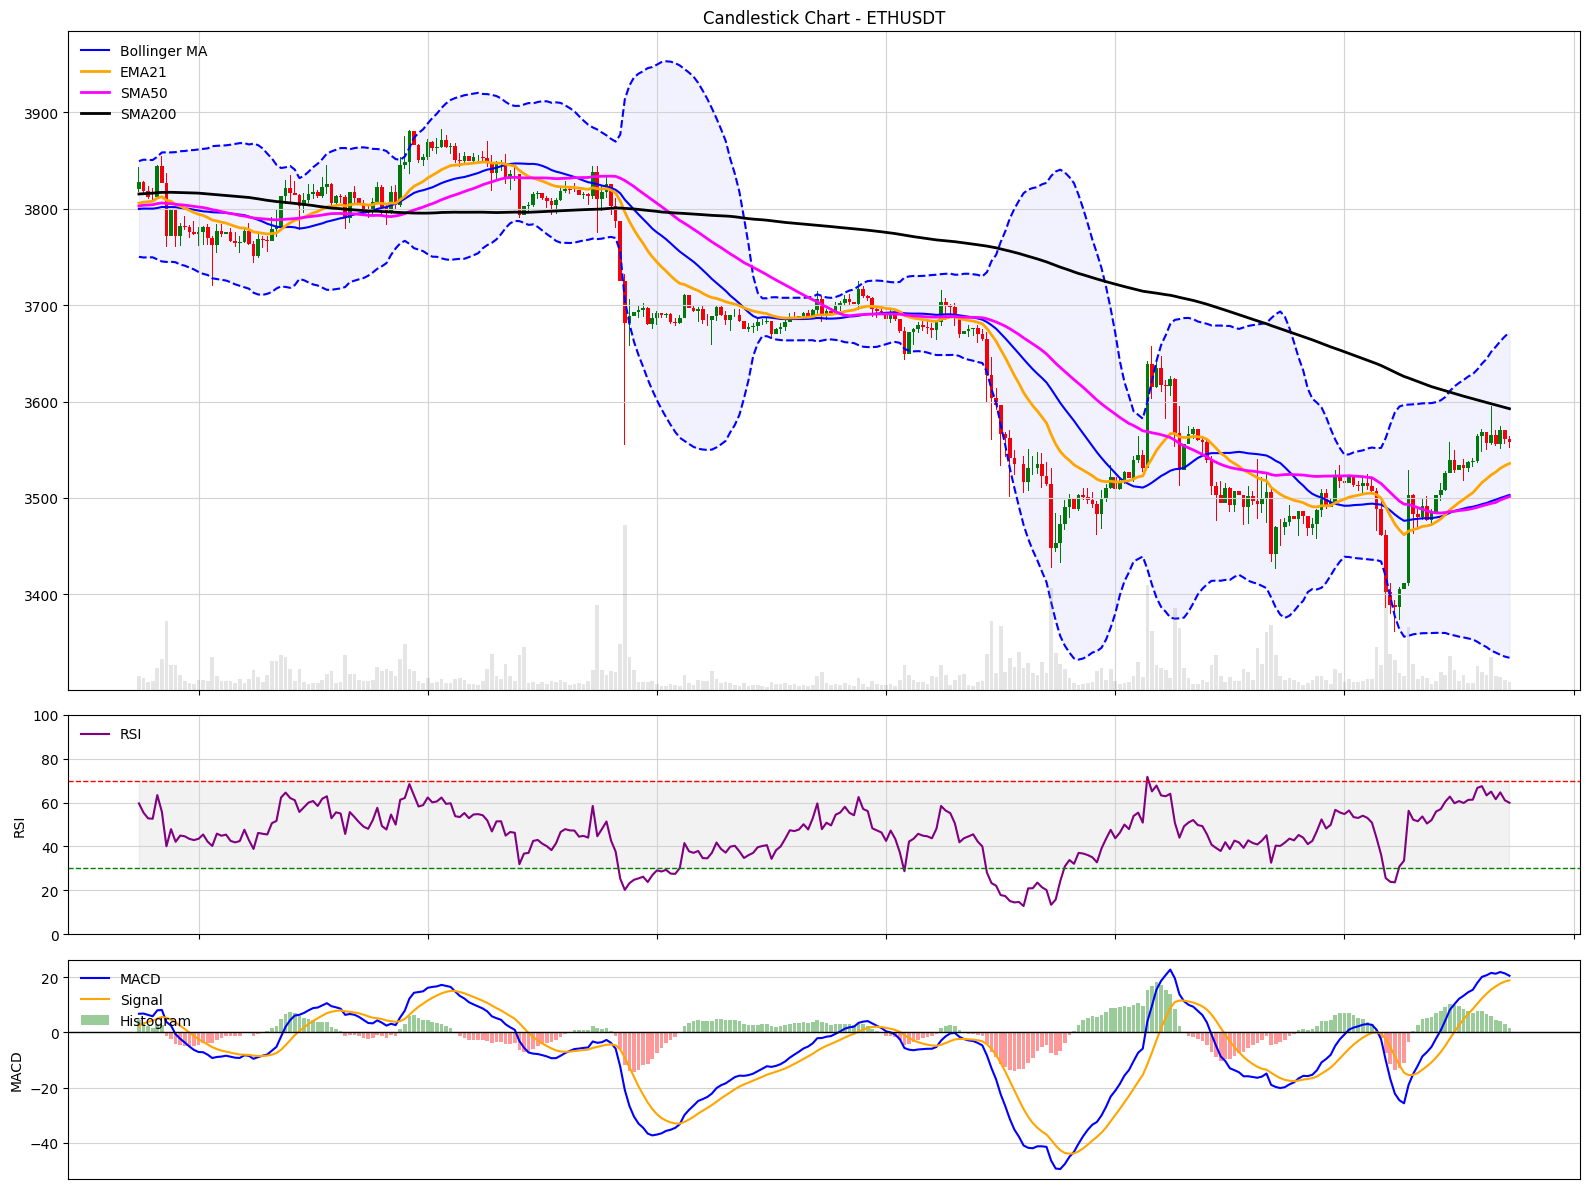 Candlestick Chart - ETHUSDT
Bollinger MA
EMA21
SMA50
SMA200
3900
3800
3700
3600
3500
3400
RSI
100
80
60
40
20
0
RSI
MACD
Signal
Histogram
20
0
−20
−40
MACD